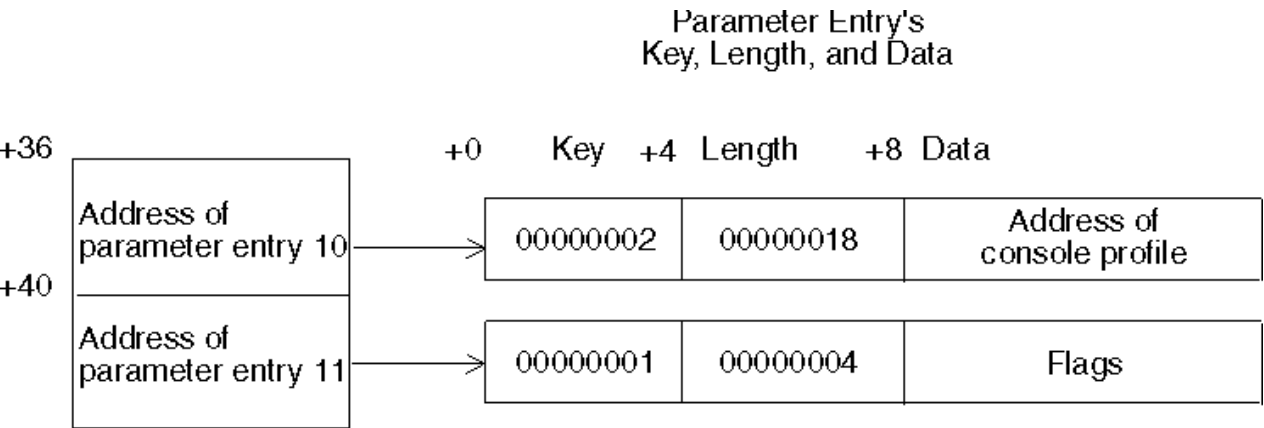 Parameter Entry's
Key, Length, and Data
+36
+0 Key +4 Length +8 Data
Address of
parameter entry 10
00000002 00000018 Address of
console profile
+40
Address of
parameter entry 11
00000001 00000004 Flags